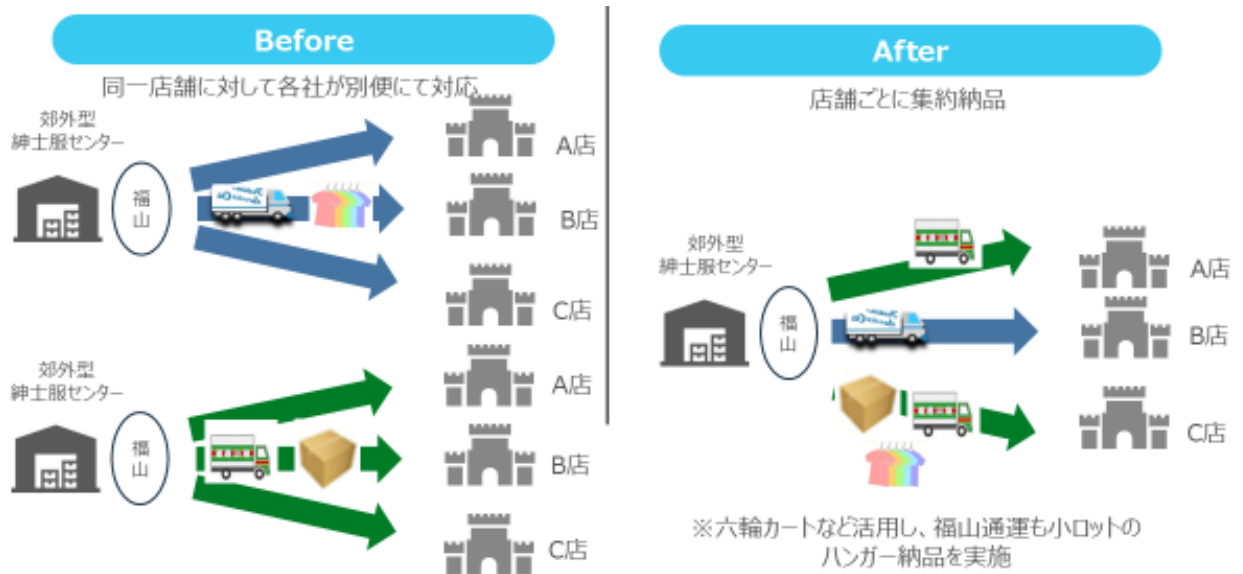 Before
同一店舗に対して各社が別便にて対応
郊外型
紳士服センター
福
山
A店
B店
C店
郊外型
紳士服センター
福
山
A店
B店
C店
After
店舗ごとに集約納品
郊外型
紳士服センター
福
山
A店
B店
C店
※六輪カートなど活用し、福山通運も小ロットの
ハンガー納品を実施